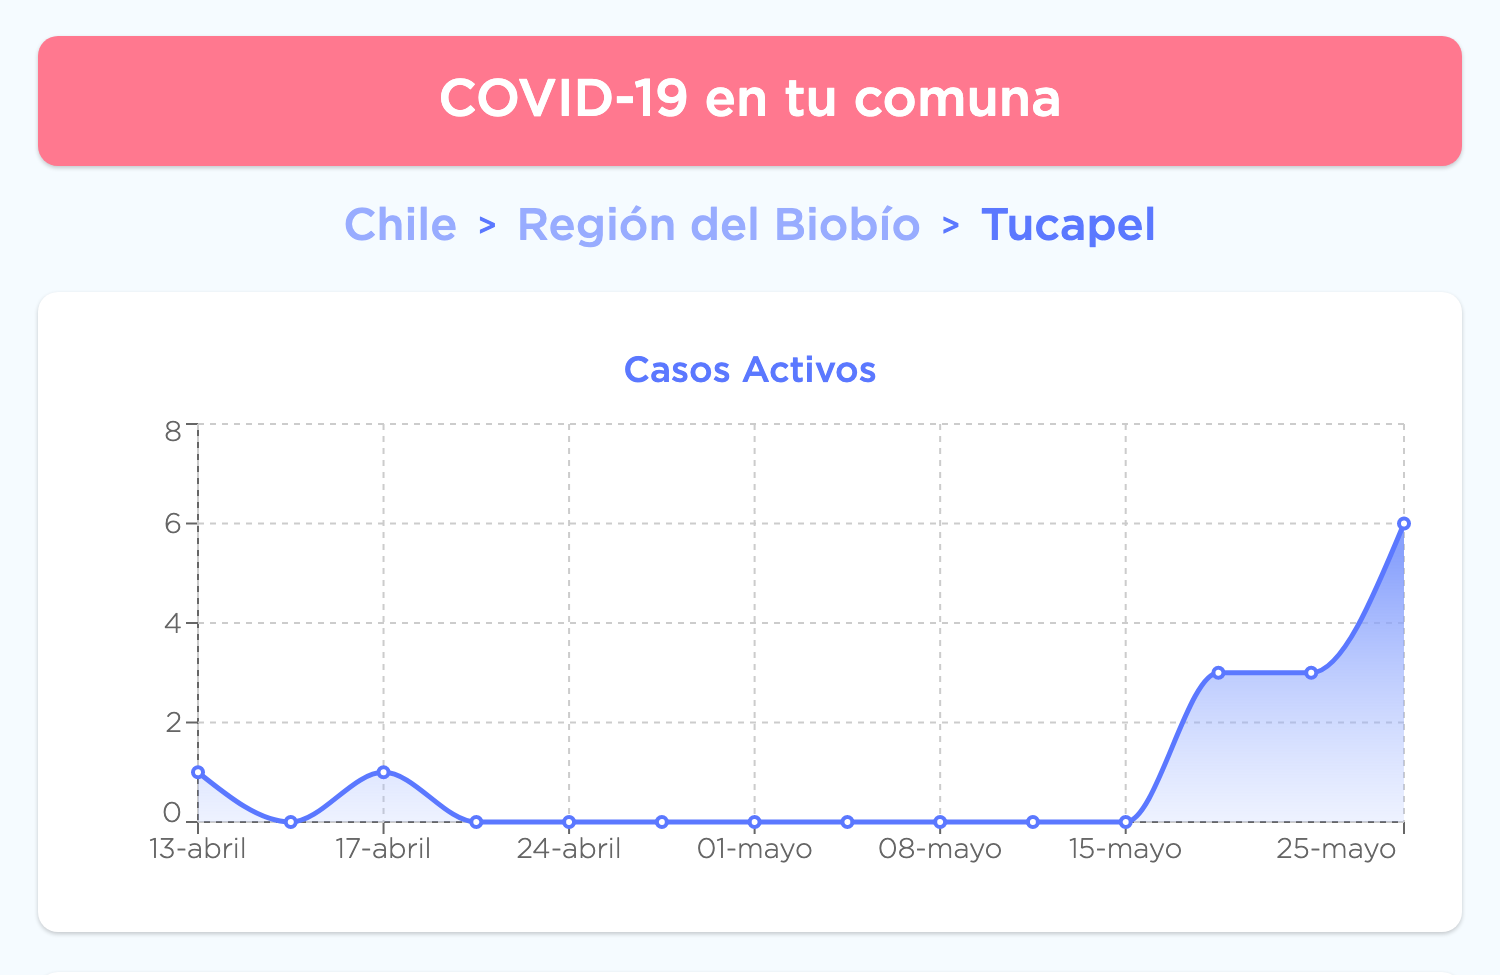 COVID-19 en tu comuna
Chile > Región del Biobío > Tucapel
Casos Activos
8
6
4
2
0
13-abril 17-abril 24-abril 01-mayo 08-mayo 15-mayo 25-mayo